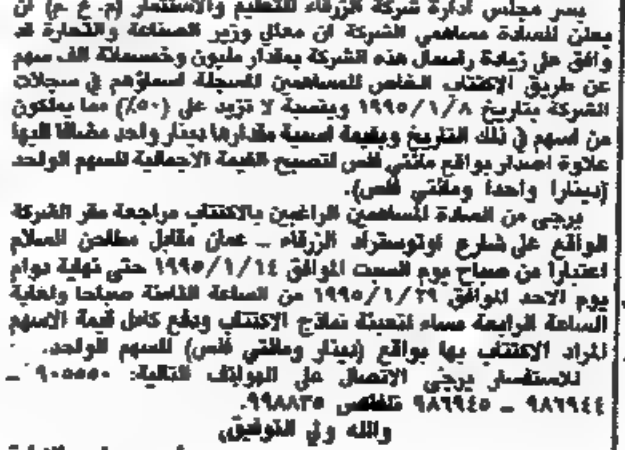 يسر مجلس ادارة شركة الزرقاء للتعليم والاستثمار (م. ع. م) ان
يعلن للسادة مساهمي الشركة ان معالي وزير الصناعة والتجارة قد
وافق على زيادة رأسمال هذه الشركة بمقدار مليون وخمسمائة الف سهم
عن طريق الاكتتاب الخاص للمساهمين المسجلة اسماؤهم في سجلات
الشركة بتاريخ ١٩٩٥/١/٨ وبنسبة لا تزيد على (٥٠٪) مما يملكون
من اسهم في ذلك التاريخ وبقيمة اسمية مقدارها دينار واحد مضافا اليها
علاوة اصدار بواقع مائتي فلس لتصبح القيمة الاجمالية للسهم الواحد
(دينارا واحدا ومائتي فلس).
يرجى من السادة المساهمين الراغبين بالاكتتاب مراجعة مقر الشركة
الواقع على شارع اوتوستراد الزرقاء ــ عمان مقابل مطاحن السلام
اعتبارا من صباح يوم السبت الموافق ١٩٩٥/١/١٤ حتى نهاية دوام
يوم الاحد الموافق ١٩٩٥/١/٢٩ من الساعة الثامنة صباحا ولغاية
الساعة الرابعة مساء لتعبئة نماذج الاكتتاب ودفع كامل قيمة الاسهم
المراد الاكتتاب بها بواقع (دينار ومائتي فلس) للسهم الواحد.
للاستفسار يرجى الاتصال على الهواتف التالية: ٩٠٥٥٥٠ ــ
٩٨٦٩٤٤ ــ ٩٨٦٩٤٥ تلفاكس ٩٩٨٨٣٥.
والله ولي التوفيق،